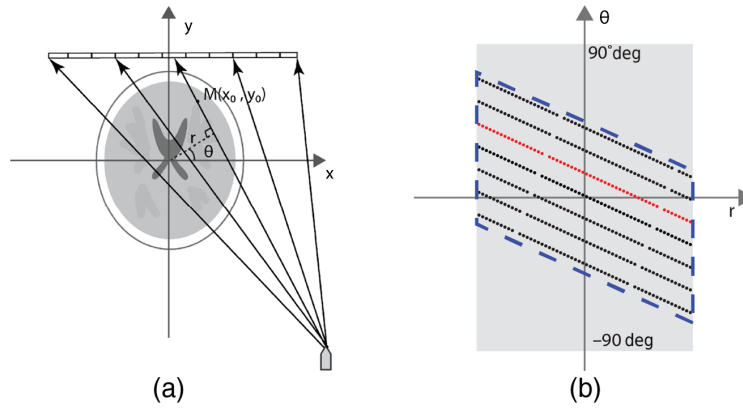 y
M(x₀ , y₀)
r
θ
x
(a)
θ
90°deg
r
−90 deg
(b)